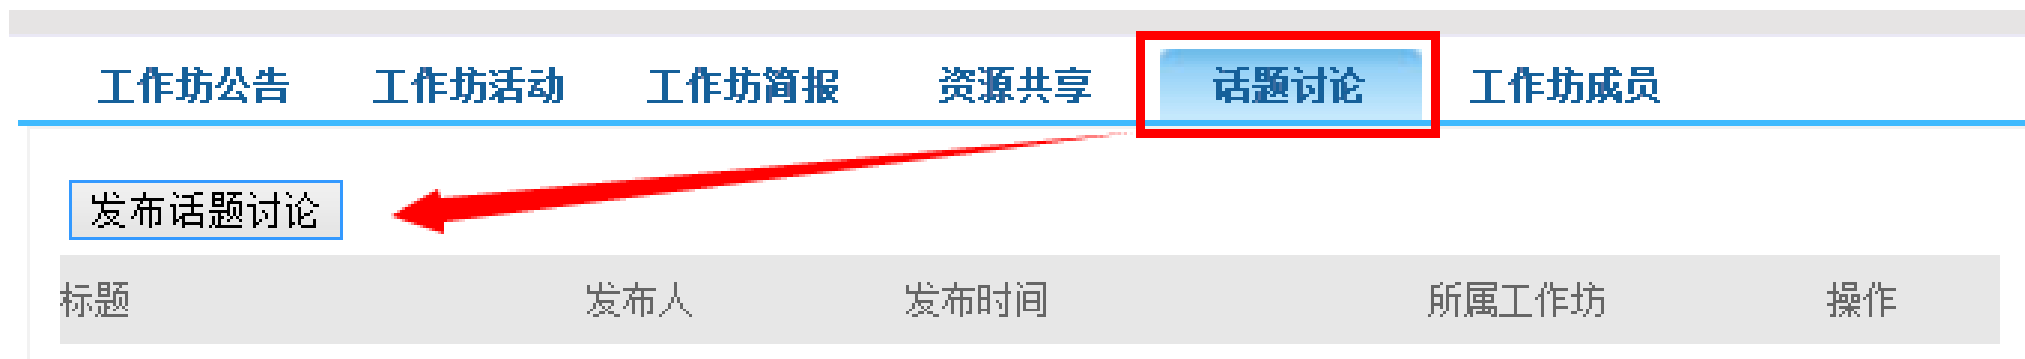 工作坊公告 工作坊活动 工作坊简报 资源共享 话题讨论 工作坊成员
发布话题讨论
标题 发布人 发布时间 所属工作坊 操作